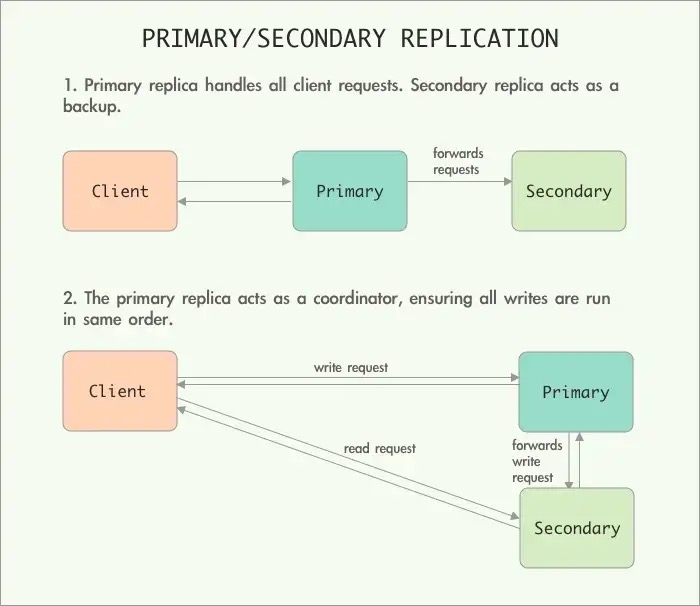 PRIMARY/SECONDARY REPLICATION
1. Primary replica handles all client requests. Secondary replica acts as a
backup.
Client
Primary
forwards
requests
Secondary
2. The primary replica acts as a coordinator, ensuring all writes are run
in same order.
Client
write request
Primary
read request
forwards
write
request
Secondary